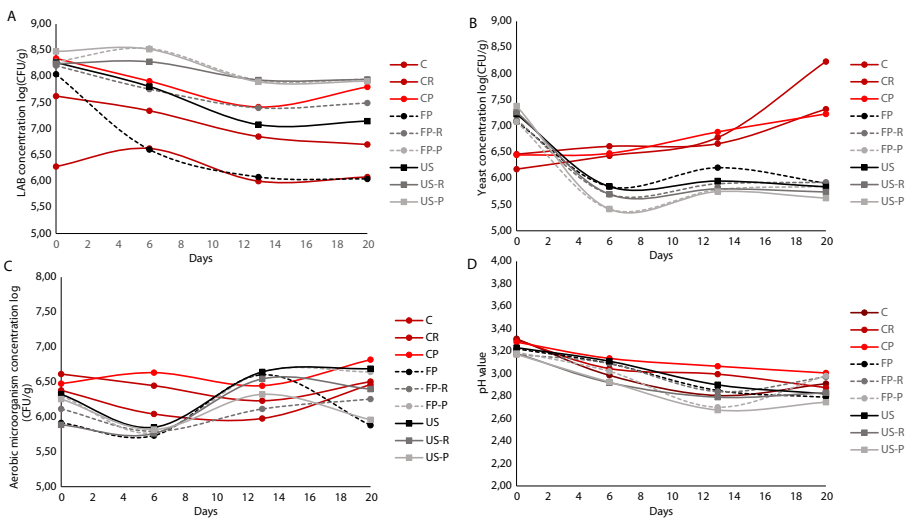 A
LAB concentration log(CFU/g)
9,00
8,50
8,00
7,50
7,00
6,50
6,00
5,50
5,00
0 2 4 6 8 10 12 14 16 18 20
Days
C
CR
CP
FP
FP-R
FP-P
US
US-R
US-P
B
Yeast concentration log(CFU/g)
9,00
8,50
8,00
7,50
7,00
6,50
6,00
5,50
5,00
0 2 4 6 8 10 12 14 16 18 20
Days
C
CR
CP
FP
FP-R
FP-P
US
US-R
US-P
C
Aerobic microorganism concentration log
(CFU/g)
8,00
7,50
7,00
6,50
6,00
5,50
5,00
0 2 4 6 8 10 12 14 16 18 20
Days
C
CR
CP
FP
FP-R
FP-P
US
US-R
US-P
D
pH value
4,00
3,80
3,60
3,40
3,20
3,00
2,80
2,60
2,40
2,20
2,00
0 2 4 6 8 10 12 14 16 18 20
Days
C
CR
CP
FP
FP-R
FP-P
US
US-R
US-P